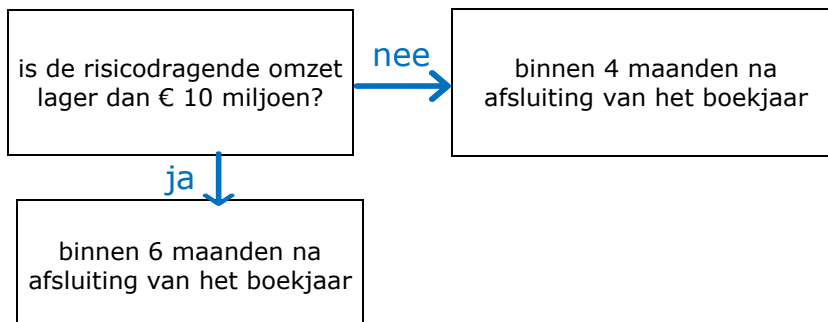 is de risicodragende omzet
lager dan € 10 miljoen?
nee
binnen 4 maanden na
afsluiting van het boekjaar
ja
binnen 6 maanden na
afsluiting van het boekjaar